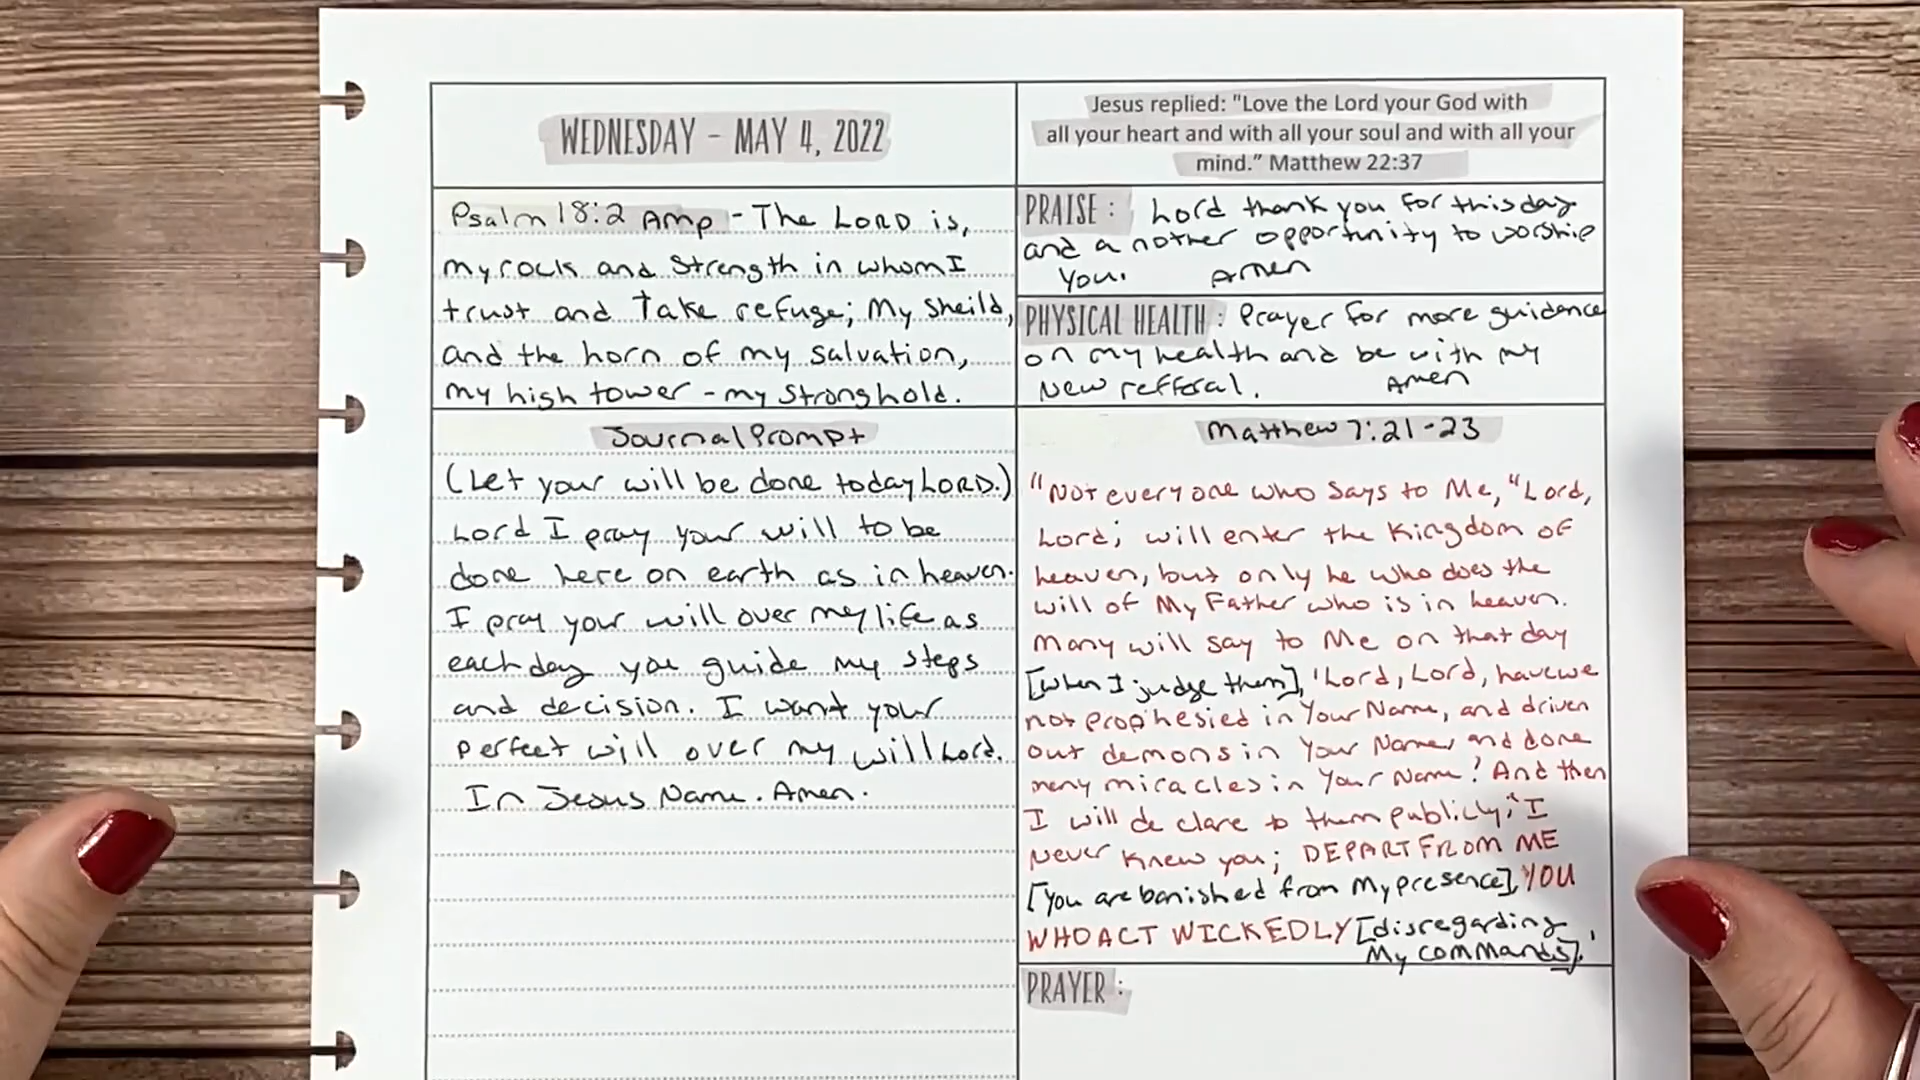 WEDNESDAY - MAY 4, 2022
Jesus replied: "Love the Lord your God with
all your heart and with all your soul and with all your
mind." Matthew 22:37
Psalm 18:2 Amp - The LORD is,
my rock and strength in whom I
trust and Take refuge; My Sheild,
and the horn of my salvation,
my high tower - my Stronghold.
Journal Prompt
(Let your will be done today LORD.)
Lord I pray your will to be
done here on earth as in heaven.
I pray your will over my life as
each day you guide my steps
and decision. I want your
perfect will over my will Lord.
In Jesus Name. Amen.
PRAISE : Lord thank you for this day
and a nother opportunity to worship
you. Amen
PHYSICAL HEALTH : Prayer for more guidance
on my health and be with my
New refferal. Amen
Matthew 7:21-23
"Not everyone who says to Me, "Lord,
Lord; will enter the Kingdom of
heaven, but only he who does the
will of My Father who is in heaven.
Many will say to Me on that day
[when I judge them], 'Lord, Lord, have we
not prophesied in Your Name, and driven
out demons in Your Name, and done
many miracles in Your Name? And then
I will de clare to them publicly, "I
never knew you; DEPART FROM ME
[you are banished from My presence], YOU
WHO ACT WICKEDLY [disregarding
My commands].'
PRAYER :